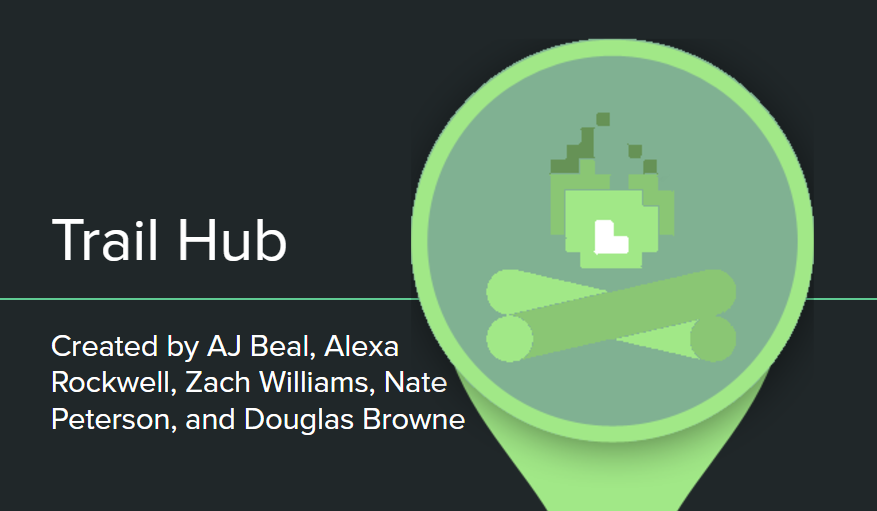 Trail Hub
Created by AJ Beal, Alexa
Rockwell, Zach Williams, Nate
Peterson, and Douglas Browne